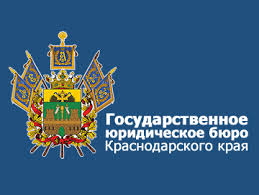 Государственное
юридическое бюро
Краснодарского края